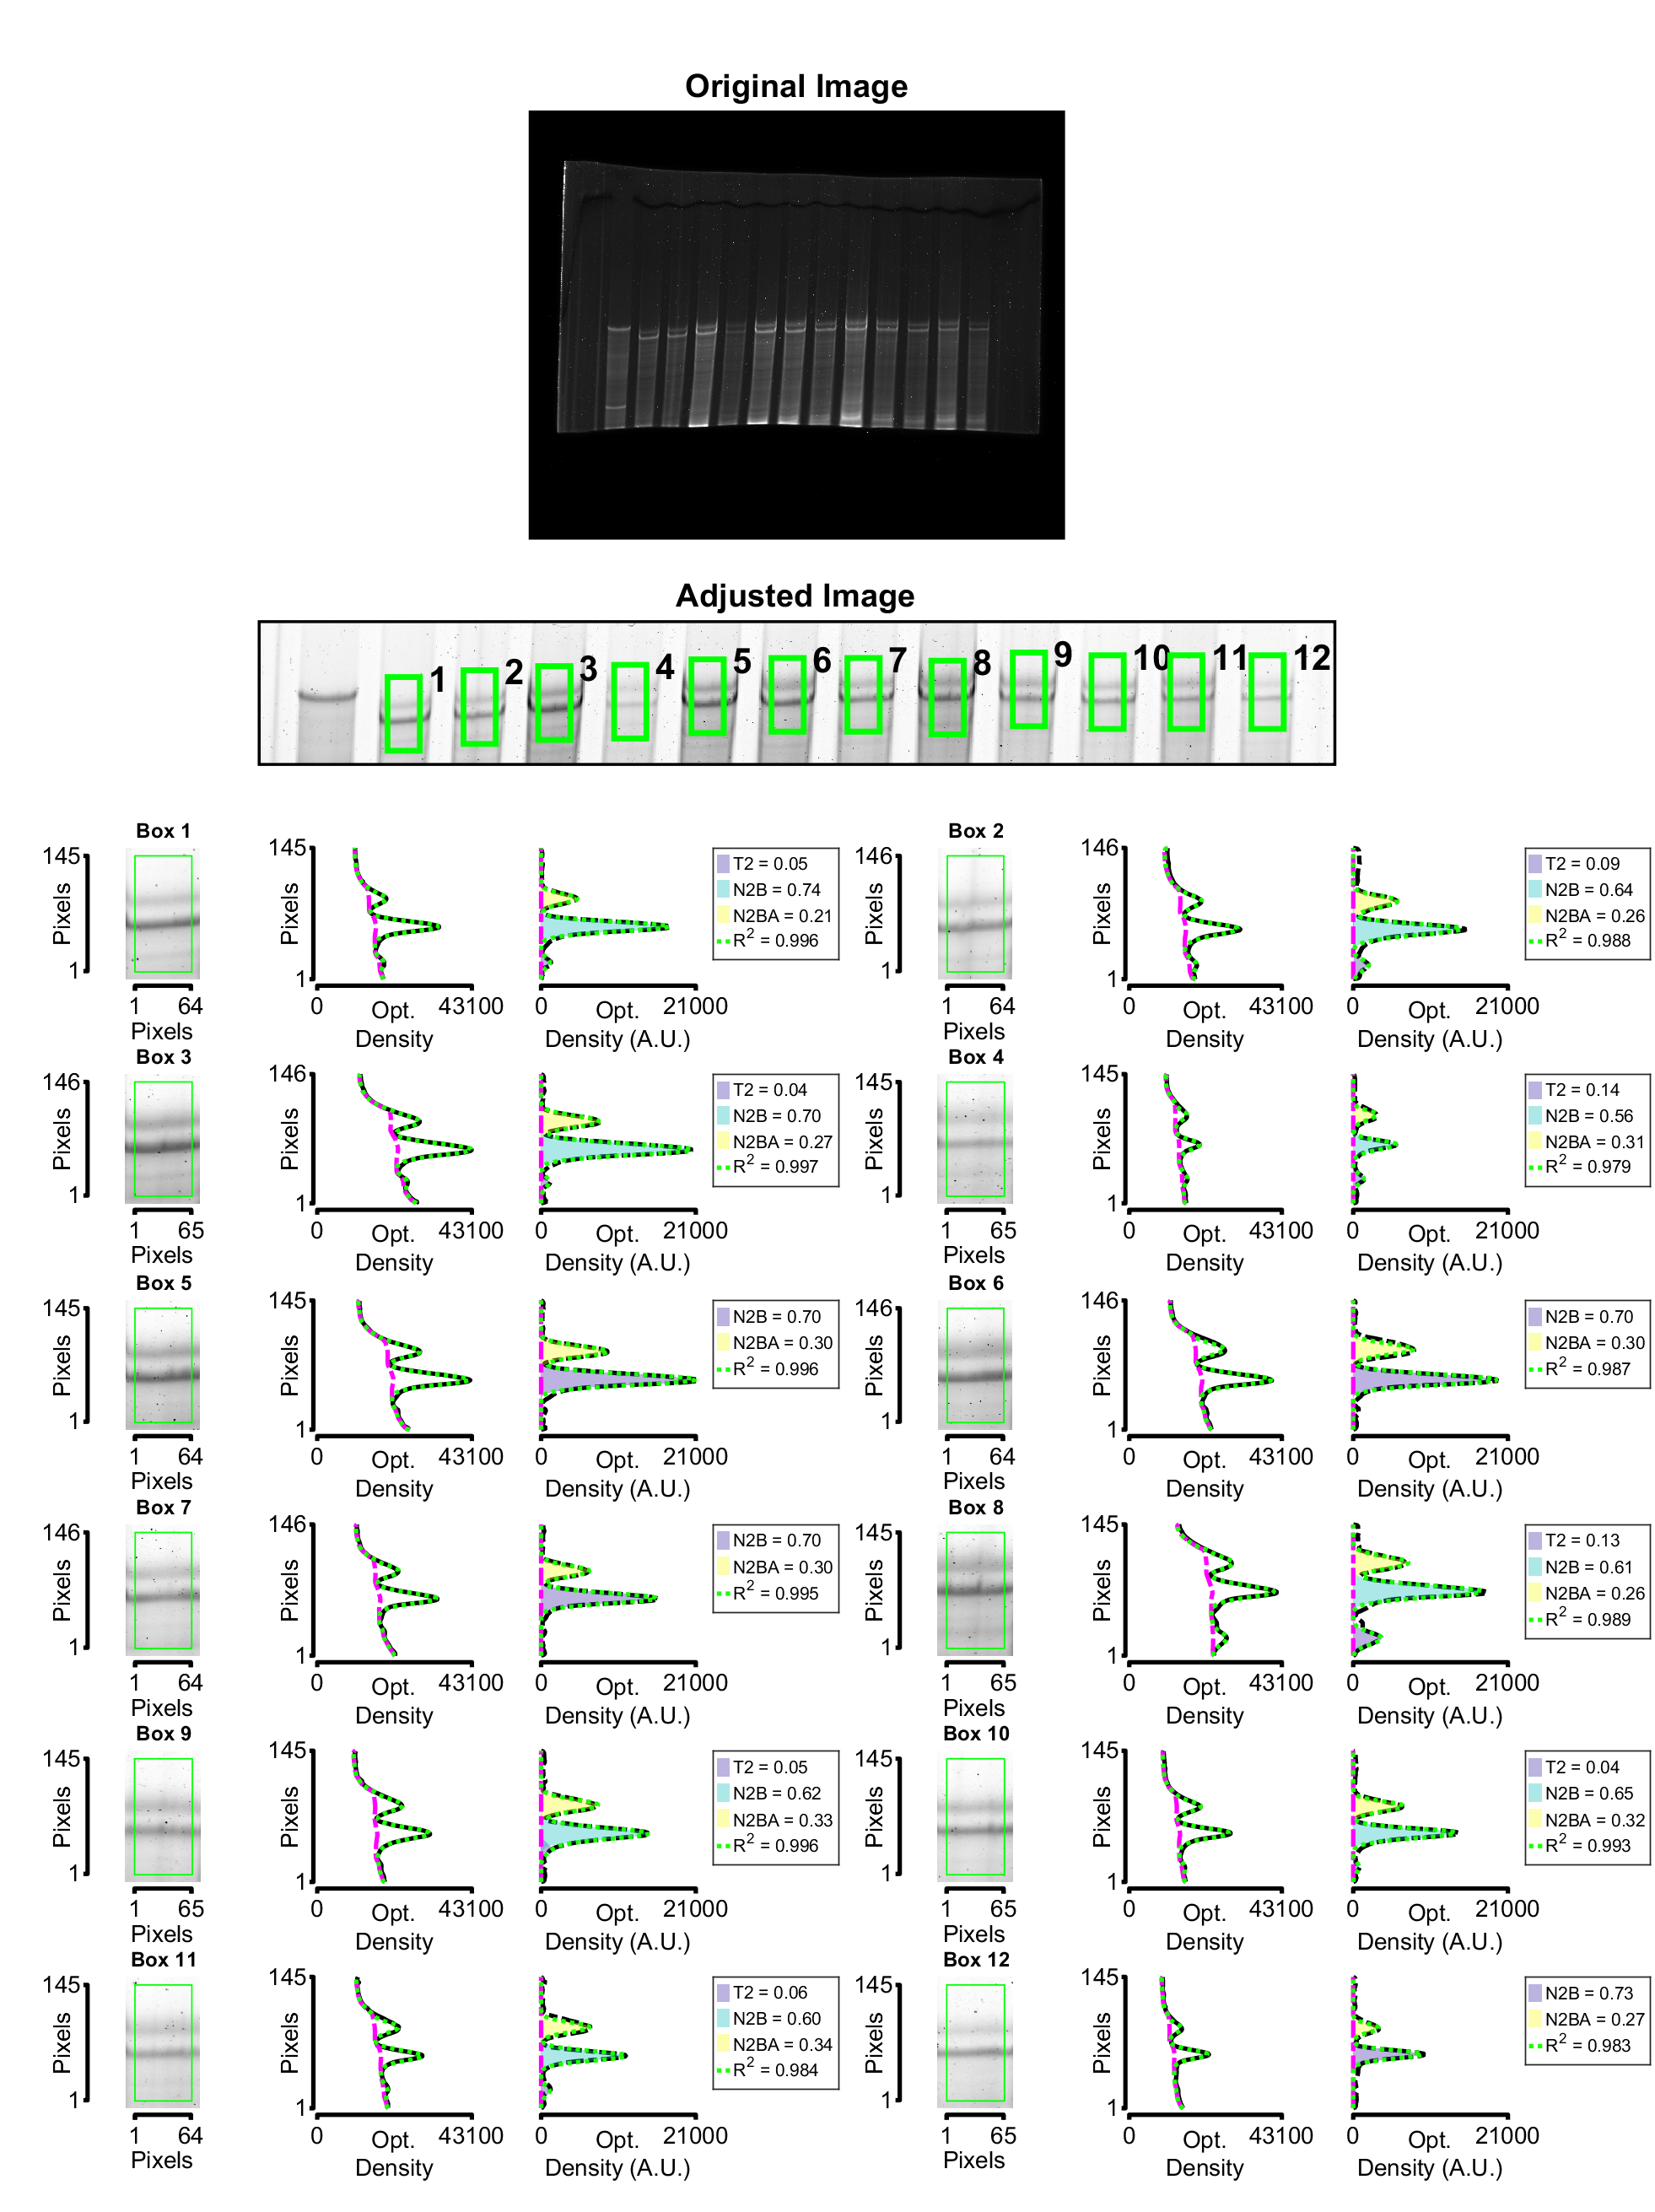 Original Image
Adjusted Image
1 2 3 4 5 6 7 8 9 10 11 12
Box 1
145
Pixels
1
1 64
Pixels
145
Pixels
1
0 43100
Opt.
Density
0 21000
Opt.
Density (A.U.)
T2 = 0.05
N2B = 0.74
N2BA = 0.21
R2 = 0.996
Box 2
146
Pixels
1
1 64
Pixels
146
Pixels
1
0 43100
Opt.
Density
0 21000
Opt.
Density (A.U.)
T2 = 0.09
N2B = 0.64
N2BA = 0.26
R2 = 0.988
Box 3
146
Pixels
1
1 65
Pixels
146
Pixels
1
0 43100
Opt.
Density
0 21000
Opt.
Density (A.U.)
T2 = 0.04
N2B = 0.70
N2BA = 0.27
R2 = 0.997
Box 4
145
Pixels
1
1 65
Pixels
145
Pixels
1
0 43100
Opt.
Density
0 21000
Opt.
Density (A.U.)
T2 = 0.14
N2B = 0.56
N2BA = 0.31
R2 = 0.979
Box 5
145
Pixels
1
1 64
Pixels
145
Pixels
1
0 43100
Opt.
Density
0 21000
Opt.
Density (A.U.)
N2B = 0.70
N2BA = 0.30
R2 = 0.996
Box 6
146
Pixels
1
1 64
Pixels
146
Pixels
1
0 43100
Opt.
Density
0 21000
Opt.
Density (A.U.)
N2B = 0.70
N2BA = 0.30
R2 = 0.987
Box 7
146
Pixels
1
1 64
Pixels
146
Pixels
1
0 43100
Opt.
Density
0 21000
Opt.
Density (A.U.)
N2B = 0.70
N2BA = 0.30
R2 = 0.995
Box 8
145
Pixels
1
1 65
Pixels
145
Pixels
1
0 43100
Opt.
Density
0 21000
Opt.
Density (A.U.)
T2 = 0.13
N2B = 0.61
N2BA = 0.26
R2 = 0.989
Box 9
145
Pixels
1
1 65
Pixels
145
Pixels
1
0 43100
Opt.
Density
0 21000
Opt.
Density (A.U.)
T2 = 0.05
N2B = 0.62
N2BA = 0.33
R2 = 0.996
Box 10
145
Pixels
1
1 65
Pixels
145
Pixels
1
0 43100
Opt.
Density
0 21000
Opt.
Density (A.U.)
T2 = 0.04
N2B = 0.65
N2BA = 0.32
R2 = 0.993
Box 11
145
Pixels
1
1 64
Pixels
145
Pixels
1
0 43100
Opt.
Density
0 21000
Opt.
Density (A.U.)
T2 = 0.06
N2B = 0.60
N2BA = 0.34
R2 = 0.984
Box 12
145
Pixels
1
1 65
Pixels
145
Pixels
1
0 43100
Opt.
Density
0 21000
Opt.
Density (A.U.)
N2B = 0.73
N2BA = 0.27
R2 = 0.983